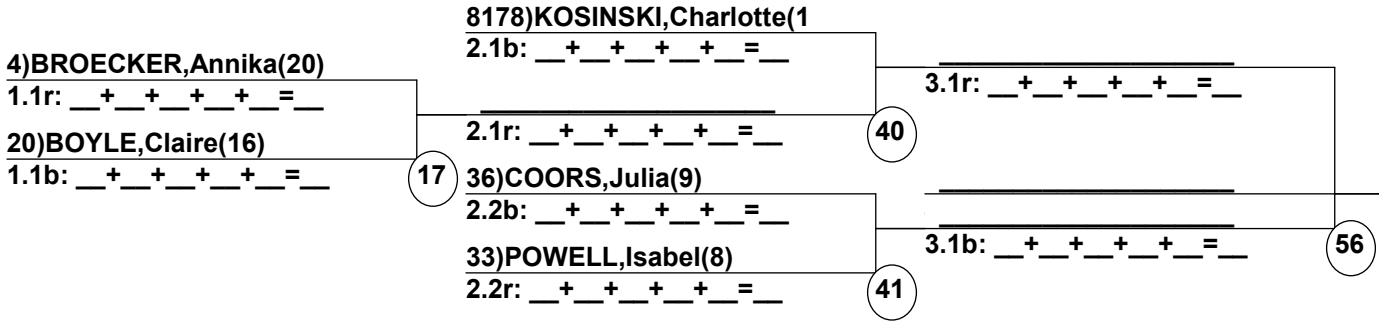 4)BROECKER,Annika(20)
1.1r: __+__+__+__+__=__
20)BOYLE,Claire(16)
1.1b: __+__+__+__+__=__
17
8178)KOSINSKI,Charlotte(1
2.1b: __+__+__+__+__=__
2.1r: __+__+__+__+__=__
40
36)COORS,Julia(9)
2.2b: __+__+__+__+__=__
33)POWELL,Isabel(8)
2.2r: __+__+__+__+__=__
41
3.1r: __+__+__+__+__=__
3.1b: __+__+__+__+__=__
56